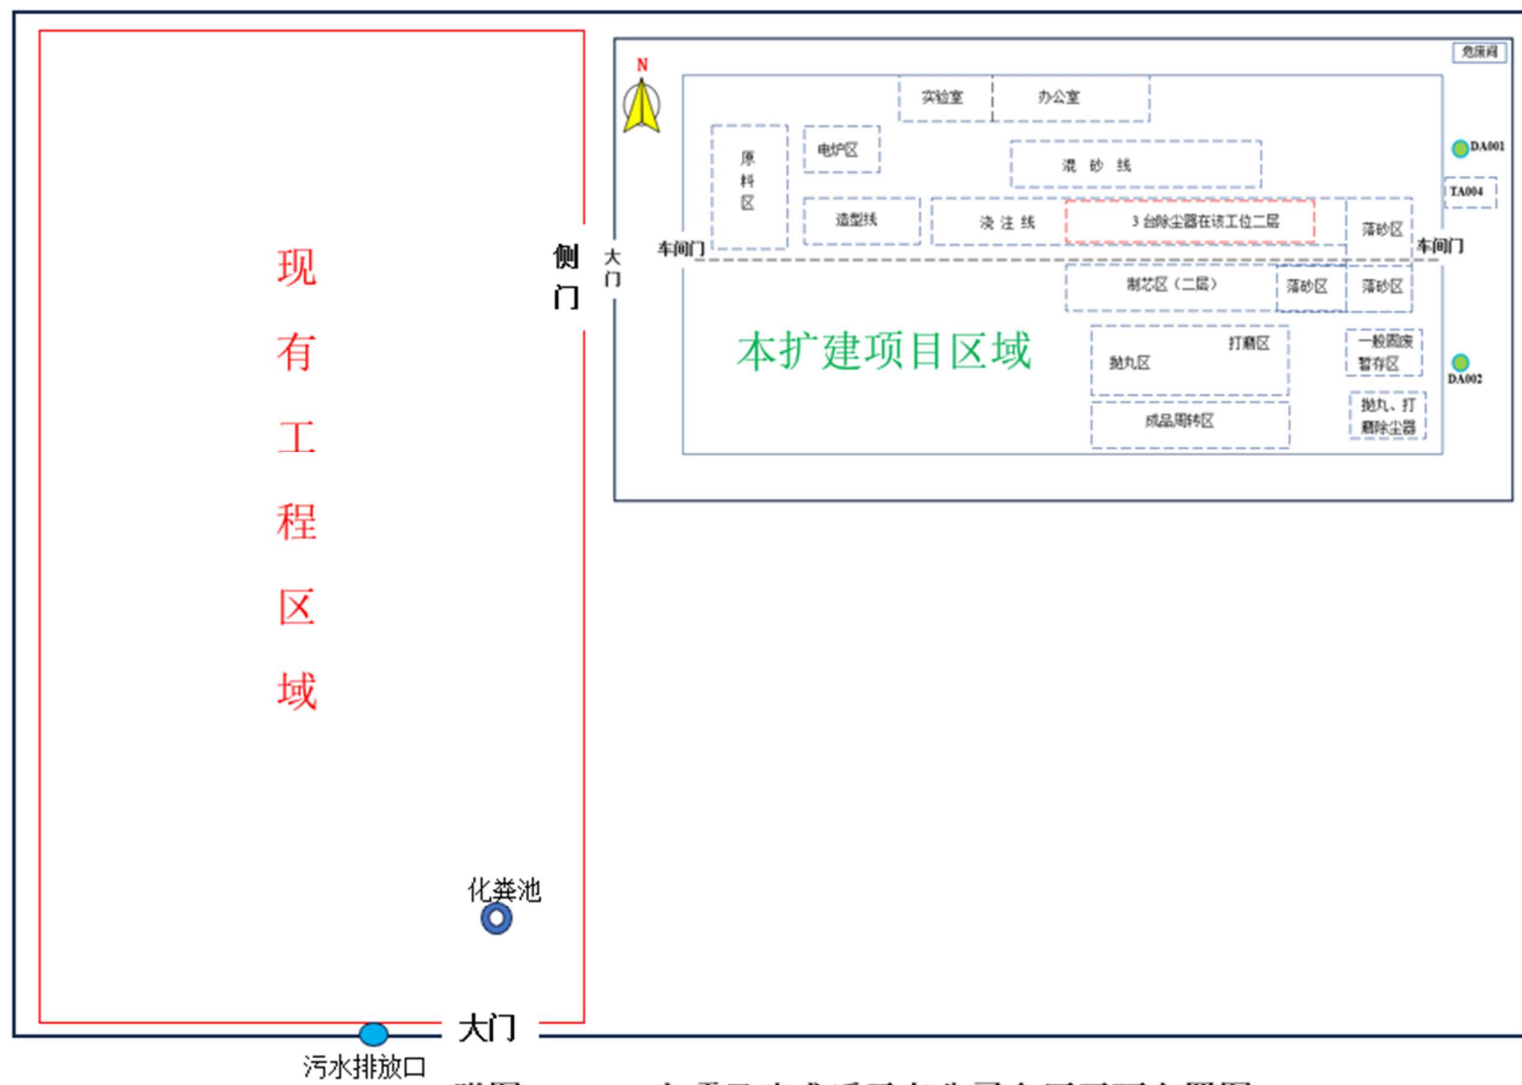 危废间
N
实验室
办公室
DA001
原
料
区
电炉区
混 砂 线
TA004
造型线
浇 注 线
3 台除尘器在该工位二层
落砂区
车间门
车间门
侧
门
大
门
制芯区（二层）
落砂区
落砂区
现
有
工
程
区
域
本扩建项目区域
打磨区
抛丸区
一般固废
暂存区
DA002
成品周转区
抛丸、打
磨除尘器
化粪池
大门
污水排放口